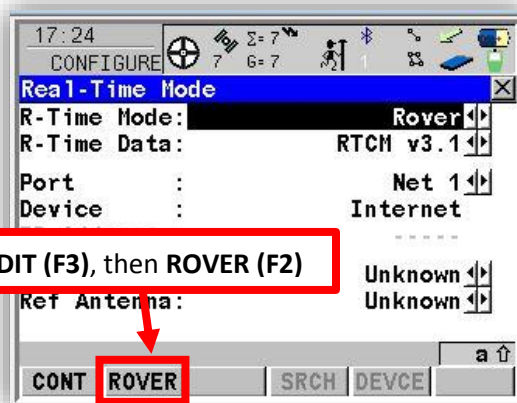 17:24
CONFIGURE
7
Σ=7
G=7
1
Real-Time Mode
R-Time Mode: Rover
R-Time Data: RTCM v3.1
Port : Net 1
Device : Internet
-----
DIT (F3), then ROVER (F2)
Unknown
Ref Antenna: Unknown
a
CONT ROVER SRCH DEVCE